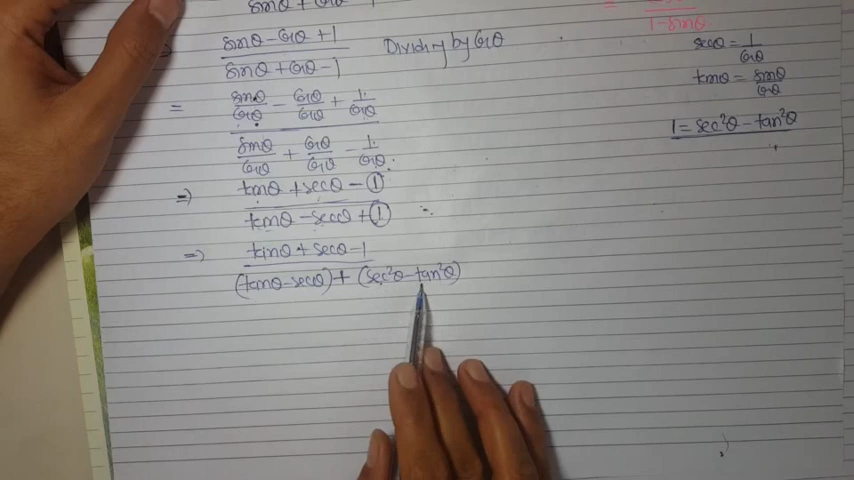 sinθ - cosθ + 1
sinθ + cosθ - 1
Dividing by cosθ
= sinθ/cosθ - cosθ/cosθ + 1/cosθ
sinθ/cosθ + cosθ/cosθ - 1/cosθ
⇒ tanθ + secθ - 1
tanθ - secθ + 1
⇒ tanθ + secθ - 1
(tanθ - secθ) + (sec²θ - tan²θ)
=
1-sinθ
secθ = 1/cosθ
tanθ = sinθ/cosθ
1 = sec²θ - tan²θ